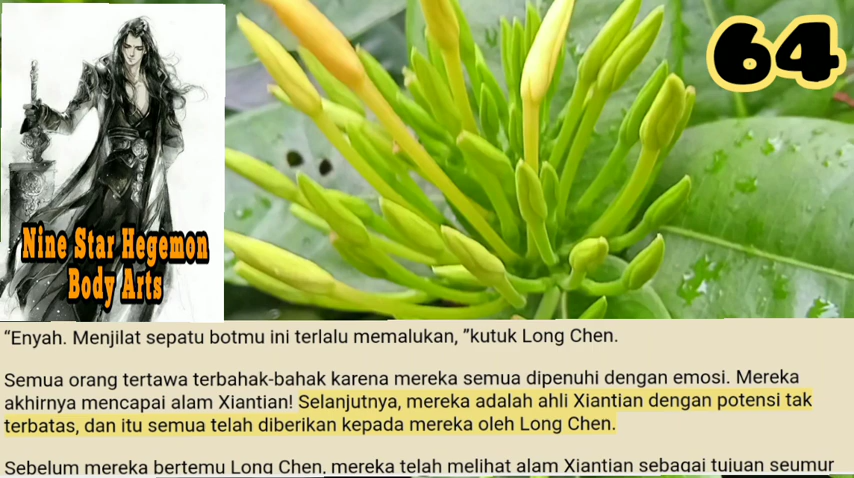 64
Nine Star Hegemon
Body Arts
“Enyah. Menjilat sepatu botmu ini terlalu memalukan, ”kutuk Long Chen.
Semua orang tertawa terbahak-bahak karena mereka semua dipenuhi dengan emosi. Mereka
akhirnya mencapai alam Xiantian! Selanjutnya, mereka adalah ahli Xiantian dengan potensi tak
terbatas, dan itu semua telah diberikan kepada mereka oleh Long Chen.
Sebelum mereka bertemu Long Chen, mereka telah melihat alam Xiantian sebagai tujuan seumur